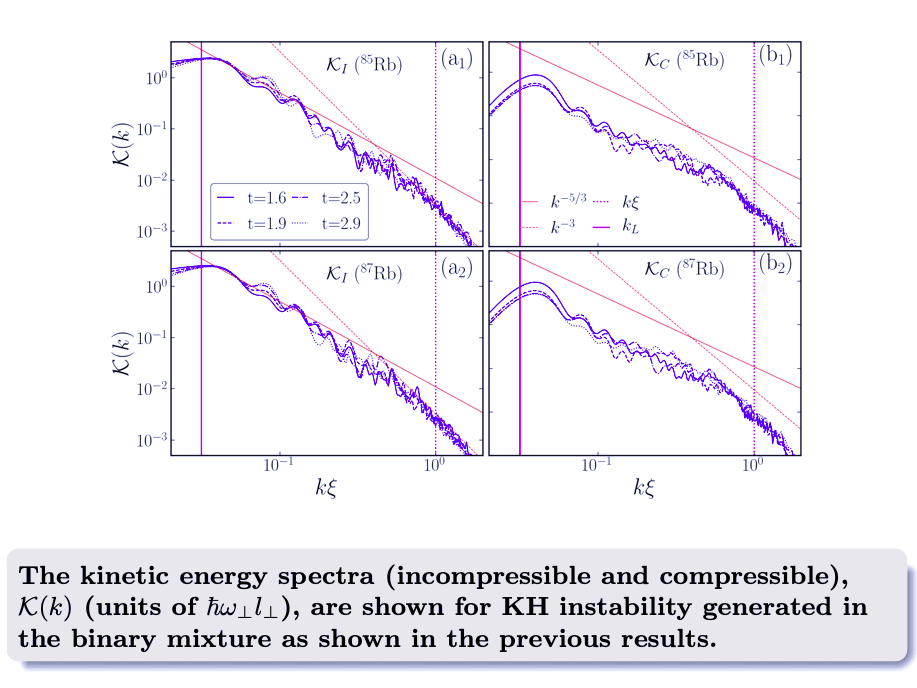 𝒦_I (⁸⁵Rb) (a₁)
𝒦_C (⁸⁵Rb) (b₁)
10⁰
10⁻¹
10⁻²
10⁻³
𝒦(k)
t=1.6 t=2.5
t=1.9 t=2.9
k^{-5/3} kξ
k⁻³ k_L
𝒦_I (⁸⁷Rb) (a₂)
𝒦_C (⁸⁷Rb) (b₂)
10⁰
10⁻¹
10⁻²
10⁻³
𝒦(k)
10⁻¹ 10⁰
10⁻¹ 10⁰
kξ
kξ
The kinetic energy spectra (incompressible and compressible),
𝒦(k) (units of ℏω⊥l⊥), are shown for KH instability generated in
the binary mixture as shown in the previous results.